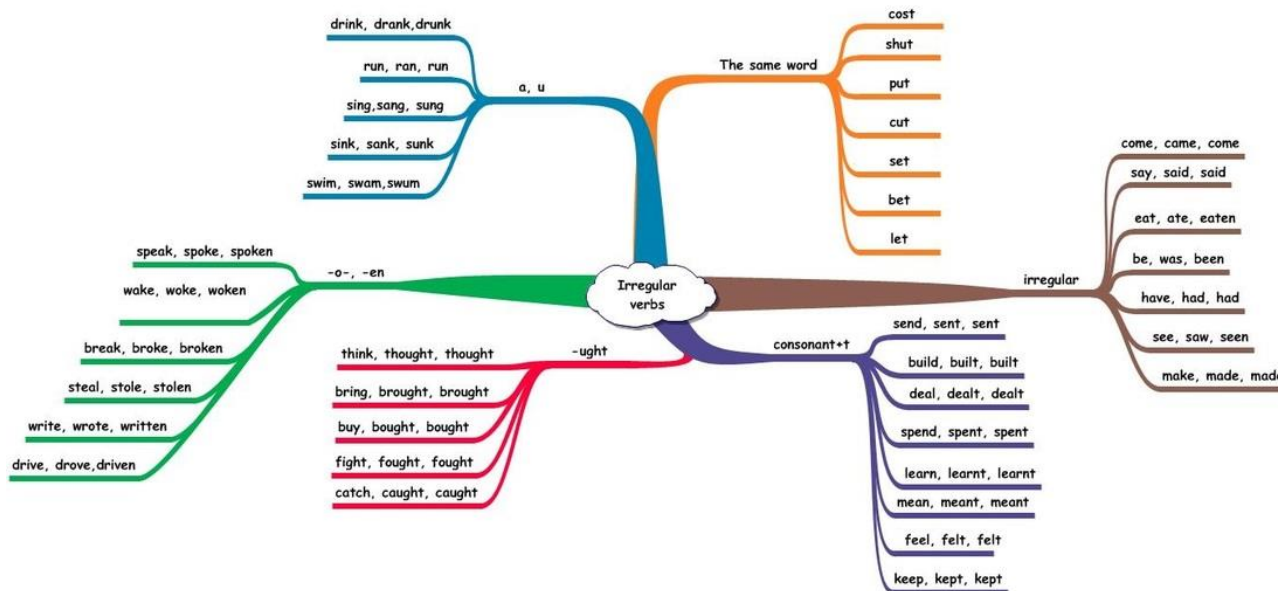 Irregular
verbs
a, u
drink, drank,drunk
run, ran, run
sing,sang, sung
sink, sank, sunk
swim, swam,swum
The same word
cost
shut
put
cut
set
bet
let
irregular
come, came, come
say, said, said
eat, ate, eaten
be, was, been
have, had, had
see, saw, seen
make, made, made
consonant+t
send, sent, sent
build, built, built
deal, dealt, dealt
spend, spent, spent
learn, learnt, learnt
mean, meant, meant
feel, felt, felt
keep, kept, kept
-ught
think, thought, thought
bring, brought, brought
buy, bought, bought
fight, fought, fought
catch, caught, caught
-o-, -en
speak, spoke, spoken
wake, woke, woken
break, broke, broken
steal, stole, stolen
write, wrote, written
drive, drove,driven